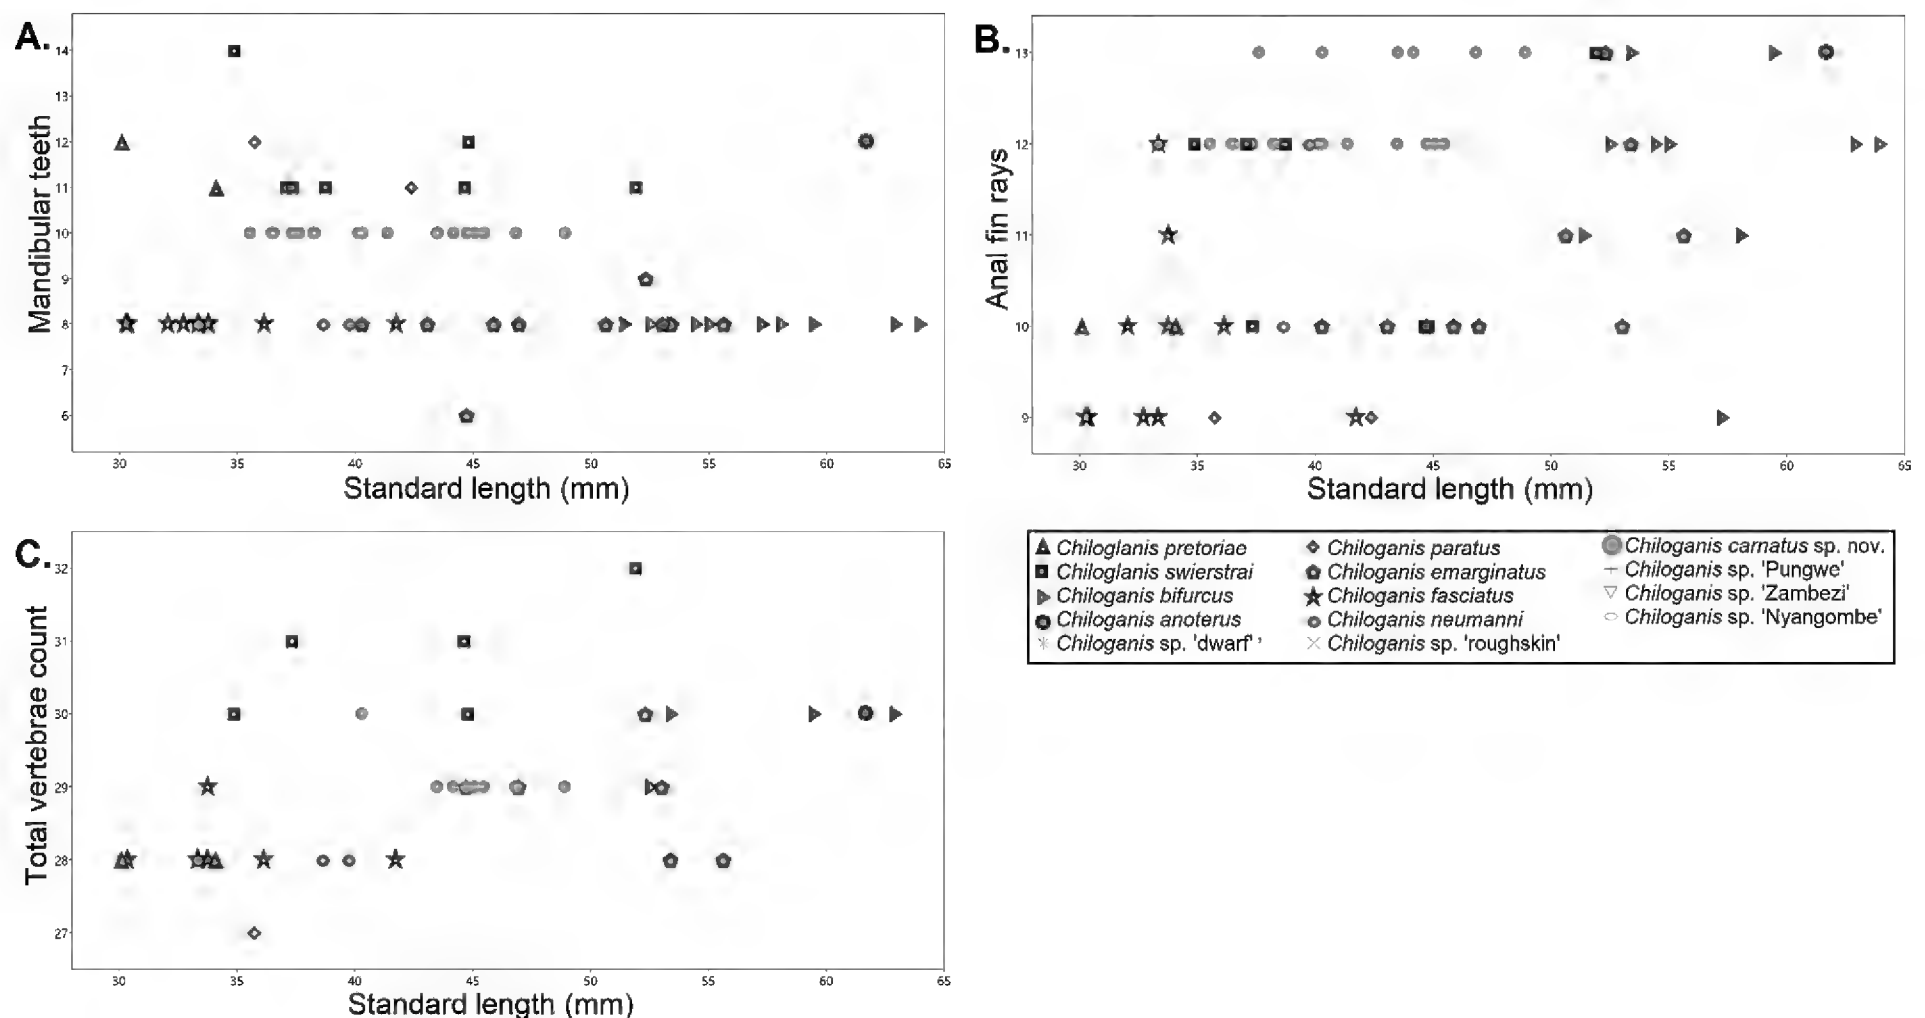 A.
14
13
12
11
10
9
8
7
6
Mandibular teeth
30 35 40 45 50 55 60 65
Standard length (mm)
B.
13
12
11
10
9
Anal fin rays
30 35 40 45 50 55 60 65
Standard length (mm)
C.
32
31
30
29
28
27
Total vertebrae count
30 35 40 45 50 55 60 65
Standard length (mm)
Chiloglanis pretoriae
Chiloglanis swierstrai
Chiloganis bifurcus
Chiloganis anoterus
Chiloganis sp. 'dwarf' '
Chiloganis paratus
Chiloganis emarginatus
Chiloganis fasciatus
Chiloganis neumanni
Chiloganis sp. 'roughskin'
Chiloganis carnatus sp. nov.
Chiloganis sp. 'Pungwe'
Chiloganis sp. 'Zambezi'
Chiloganis sp. 'Nyangombe'